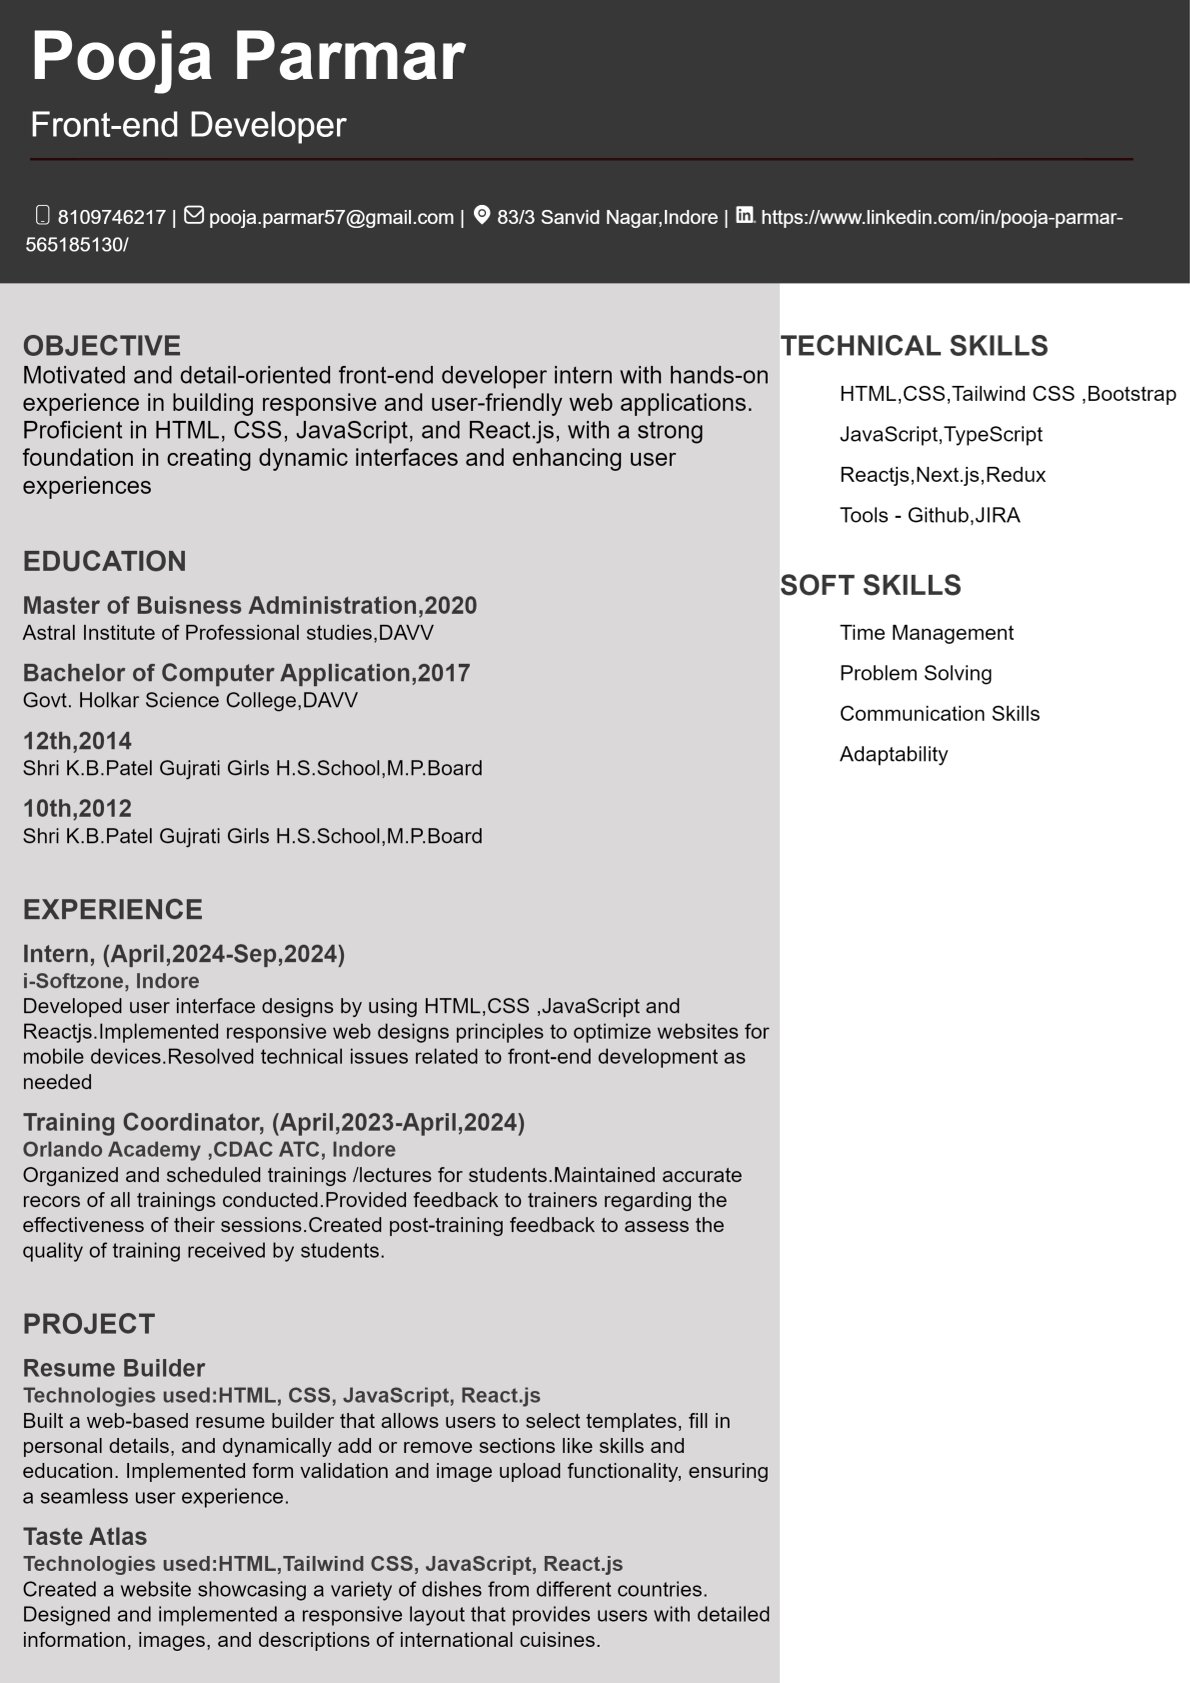 Pooja Parmar
Front-end Developer
8109746217 | pooja.parmar57@gmail.com | 83/3 Sanvid Nagar,Indore | https://www.linkedin.com/in/pooja-parmar-
565185130/
OBJECTIVE
Motivated and detail-oriented front-end developer intern with hands-on
experience in building responsive and user-friendly web applications.
Proficient in HTML, CSS, JavaScript, and React.js, with a strong
foundation in creating dynamic interfaces and enhancing user
experiences
EDUCATION
Master of Buisness Administration,2020
Astral Institute of Professional studies,DAVV
Bachelor of Computer Application,2017
Govt. Holkar Science College,DAVV
12th,2014
Shri K.B.Patel Gujrati Girls H.S.School,M.P.Board
10th,2012
Shri K.B.Patel Gujrati Girls H.S.School,M.P.Board
EXPERIENCE
Intern, (April,2024-Sep,2024)
i-Softzone, Indore
Developed user interface designs by using HTML,CSS ,JavaScript and
Reactjs.Implemented responsive web designs principles to optimize websites for
mobile devices.Resolved technical issues related to front-end development as
needed
Training Coordinator, (April,2023-April,2024)
Orlando Academy ,CDAC ATC, Indore
Organized and scheduled trainings /lectures for students.Maintained accurate
recors of all trainings conducted.Provided feedback to trainers regarding the
effectiveness of their sessions.Created post-training feedback to assess the
quality of training received by students.
PROJECT
Resume Builder
Technologies used:HTML, CSS, JavaScript, React.js
Built a web-based resume builder that allows users to select templates, fill in
personal details, and dynamically add or remove sections like skills and
education. Implemented form validation and image upload functionality, ensuring
a seamless user experience.
Taste Atlas
Technologies used:HTML,Tailwind CSS, JavaScript, React.js
Created a website showcasing a variety of dishes from different countries.
Designed and implemented a responsive layout that provides users with detailed
information, images, and descriptions of international cuisines.
TECHNICAL SKILLS
HTML,CSS,Tailwind CSS ,Bootstrap
JavaScript,TypeScript
Reactjs,Next.js,Redux
Tools - Github,JIRA
SOFT SKILLS
Time Management
Problem Solving
Communication Skills
Adaptability